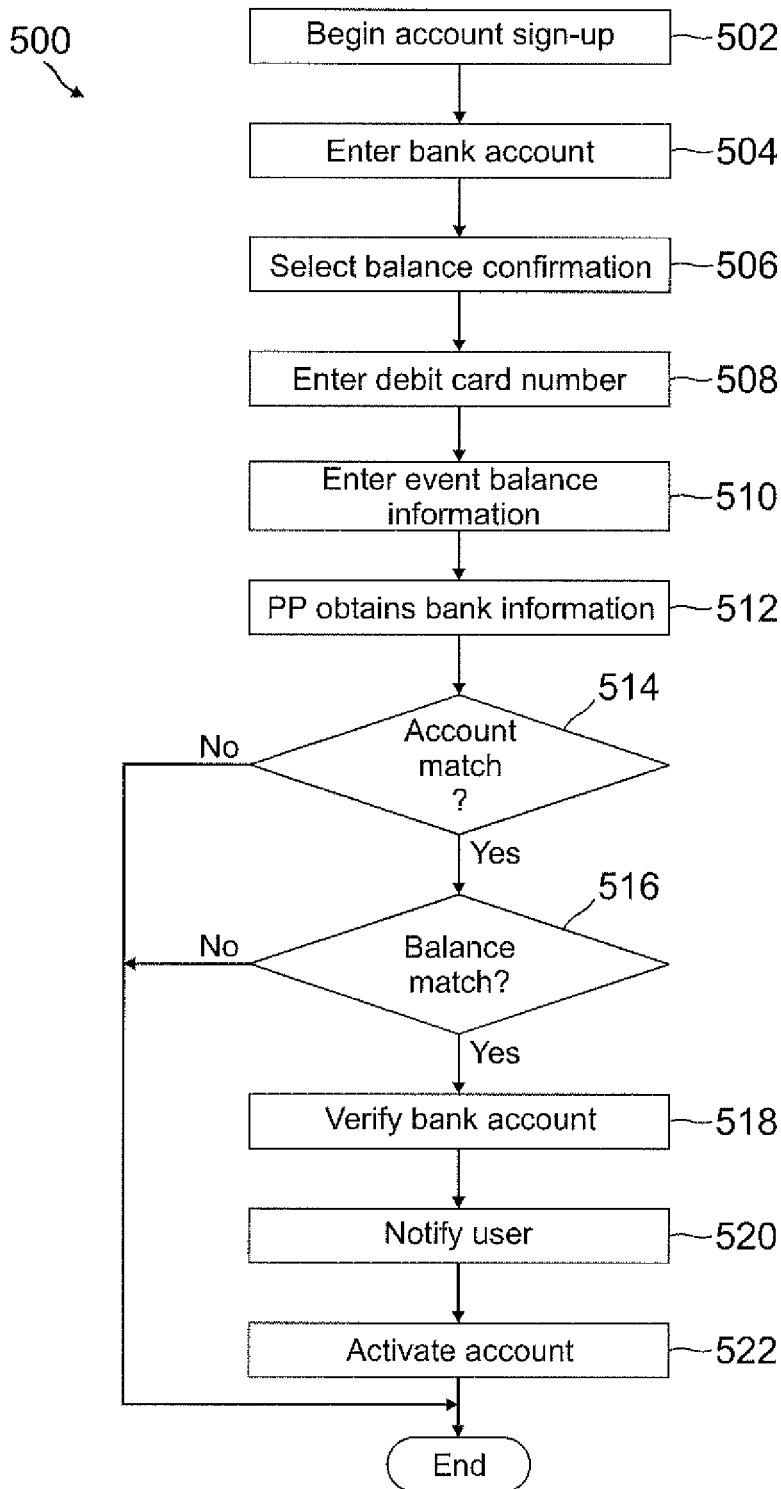 500
Begin account sign-up
502
Enter bank account
504
Select balance confirmation
506
Enter debit card number
508
Enter event balance
information
510
PP obtains bank information
512
514
Account
match
?
No
Yes
516
Balance
match?
No
Yes
Verify bank account
518
Notify user
520
Activate account
522
End